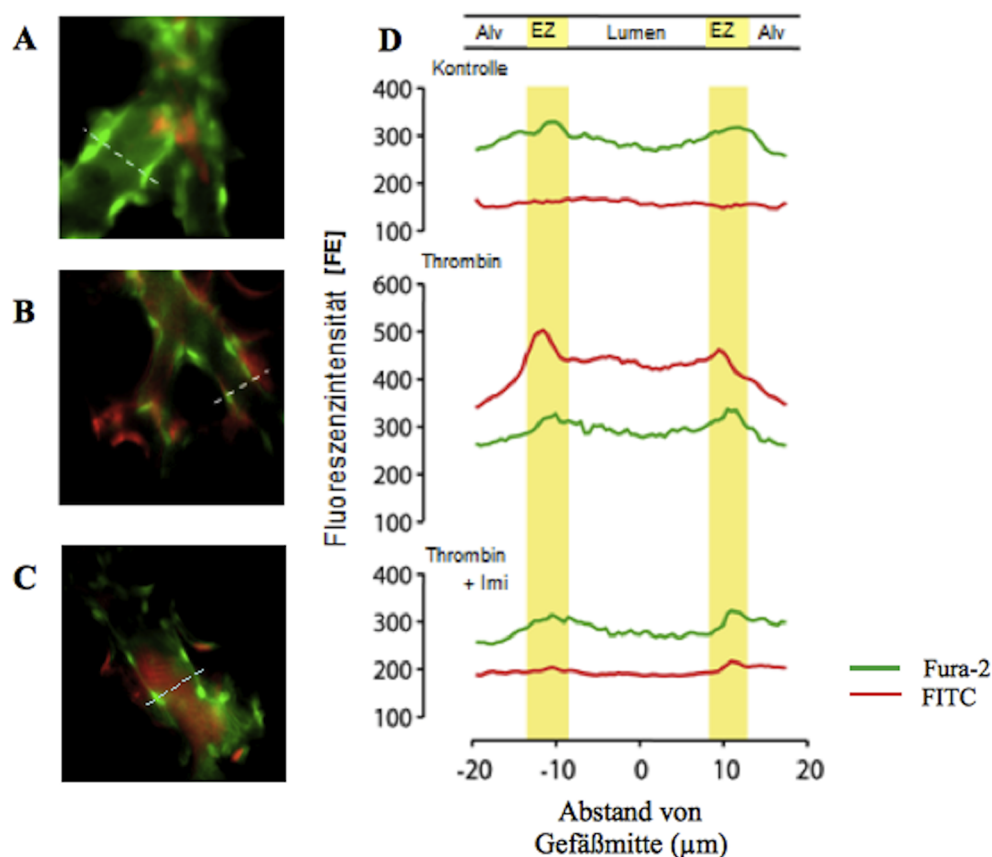 A
B
C
D
Alv EZ Lumen EZ Alv
Kontrolle
400
300
200
100
Thrombin
600
500
400
300
200
100
Thrombin
+ Imi
400
300
200
100
Fluoreszenzintensität [FE]
-20 -10 0 10 20
Abstand von
Gefäßmitte (µm)
Fura-2
FITC